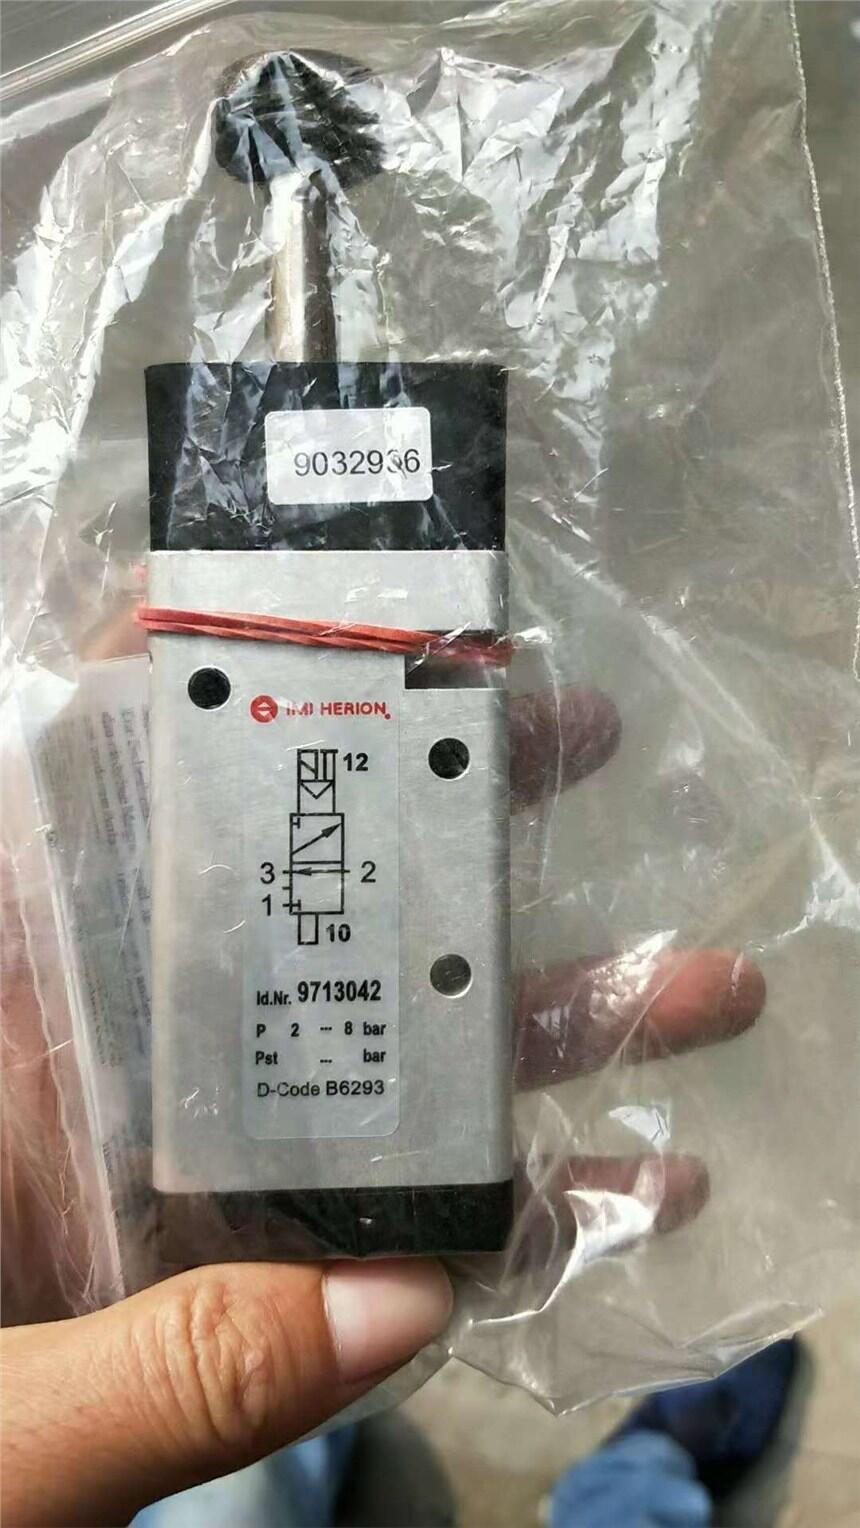 9032936
IMI HERION
12
3 2
1
10
Id.Nr. 9713042
P 2 --- 8 bar
Pst --- bar
D-Code B6293